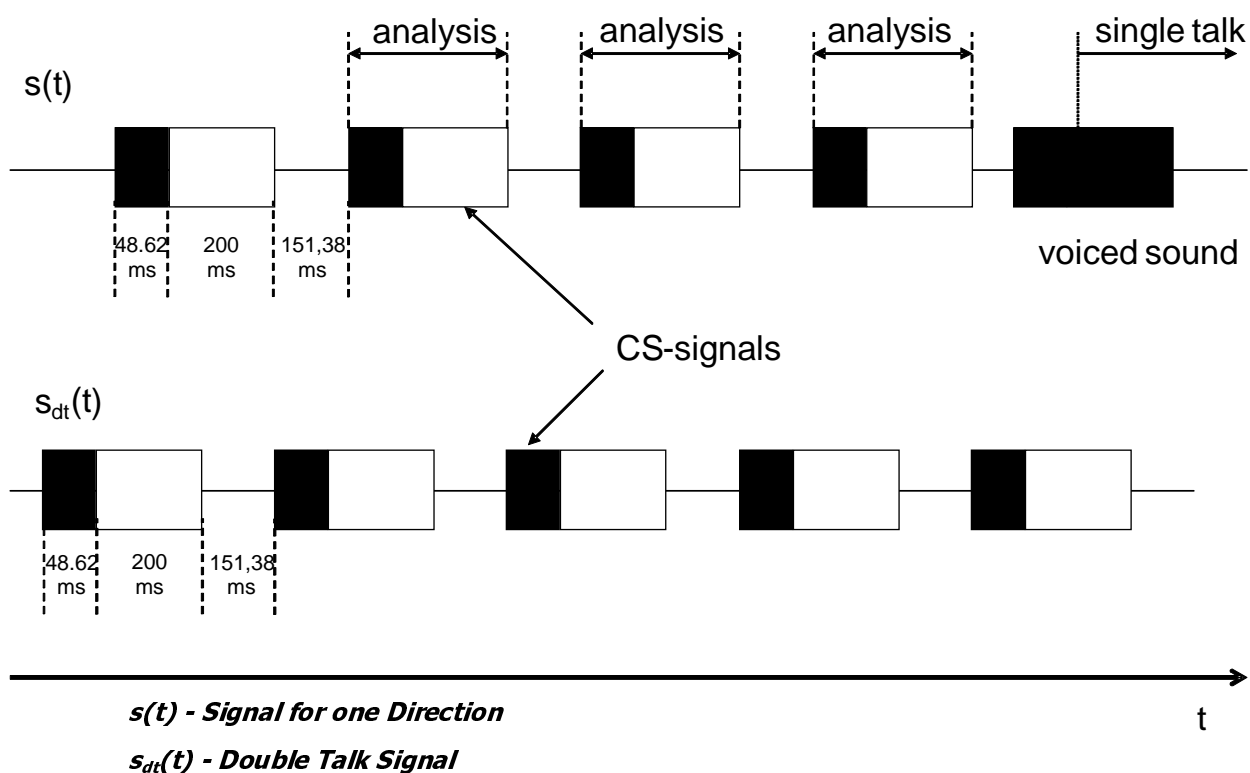 analysis analysis analysis single talk
s(t)
48.62 ms 200 ms 151,38 ms
voiced sound
CS-signals
sdt(t)
48.62 ms 200 ms 151,38 ms
t
s(t) - Signal for one Direction
sdt(t) - Double Talk Signal